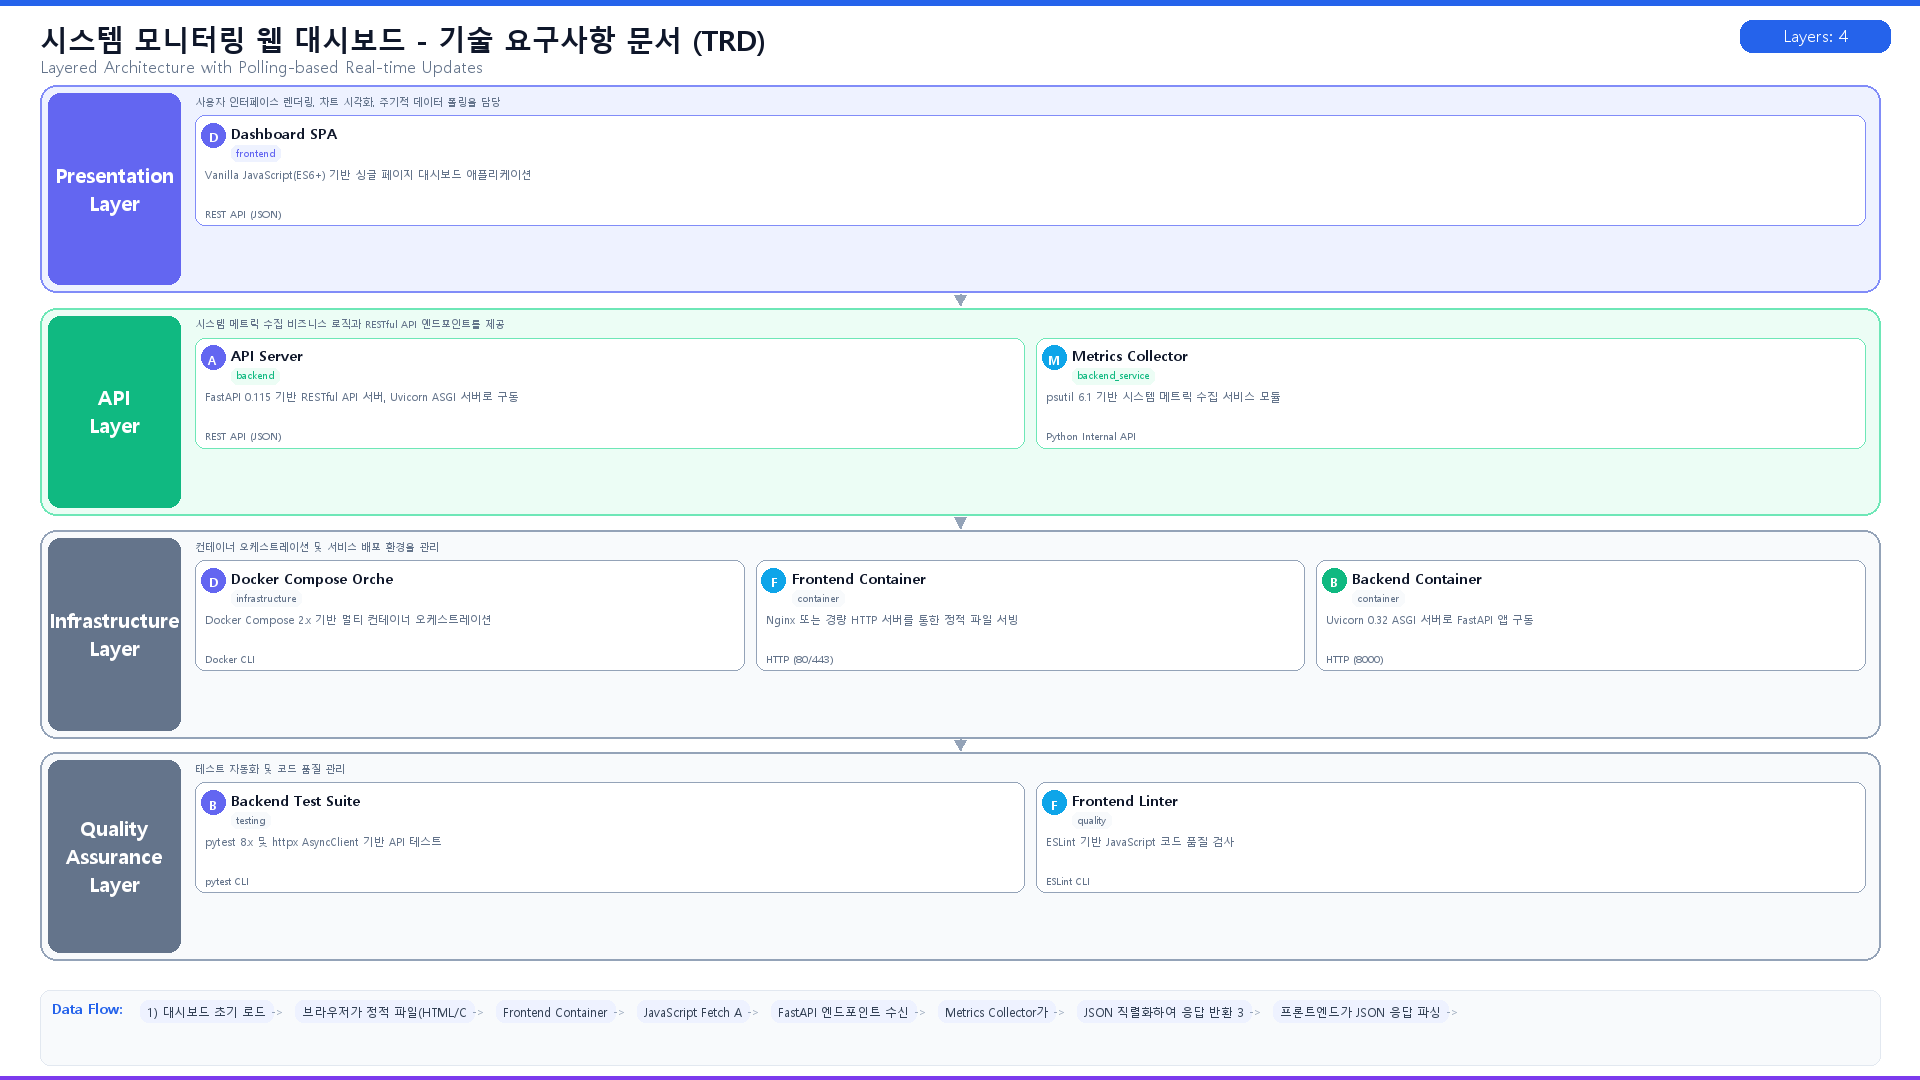 시스템 모니터링 웹 대시보드 - 기술 요구사항 문서 (TRD)
Layers: 4
Layered Architecture with Polling-based Real-time Updates
Presentation
Layer
사용자 인터페이스 렌더링, 차트 시각화, 주기적 데이터 폴링을 담당
D
Dashboard SPA
frontend
Vanilla JavaScript(ES6+) 기반 싱글 페이지 대시보드 애플리케이션
REST API (JSON)
API
Layer
시스템 메트릭 수집 비즈니스 로직과 RESTful API 엔드포인트를 제공
A
API Server
backend
FastAPI 0.115 기반 RESTful API 서버, Uvicorn ASGI 서버로 구동
REST API (JSON)
M
Metrics Collector
backend_service
psutil 6.1 기반 시스템 메트릭 수집 서비스 모듈
Python Internal API
Infrastructure
Layer
컨테이너 오케스트레이션 및 서비스 배포 환경을 관리
D
Docker Compose Orche
infrastructure
Docker Compose 2.x 기반 멀티 컨테이너 오케스트레이션
Docker CLI
F
Frontend Container
container
Nginx 또는 경량 HTTP 서버를 통한 정적 파일 서빙
HTTP (80/443)
B
Backend Container
container
Uvicorn 0.32 ASGI 서버로 FastAPI 앱 구동
HTTP (8000)
Quality
Assurance
Layer
테스트 자동화 및 코드 품질 관리
B
Backend Test Suite
testing
pytest 8.x 및 httpx AsyncClient 기반 API 테스트
pytest CLI
F
Frontend Linter
quality
ESLint 기반 JavaScript 코드 품질 검사
ESLint CLI
Data Flow: 1) 대시보드 초기 로드 -> 브라우저가 정적 파일(HTML/C -> Frontend Container -> JavaScript Fetch A -> FastAPI 엔드포인트 수신 -> Metrics Collector가 -> JSON 직렬화하여 응답 반환 3 -> 프론트엔드가 JSON 응답 파싱 ->